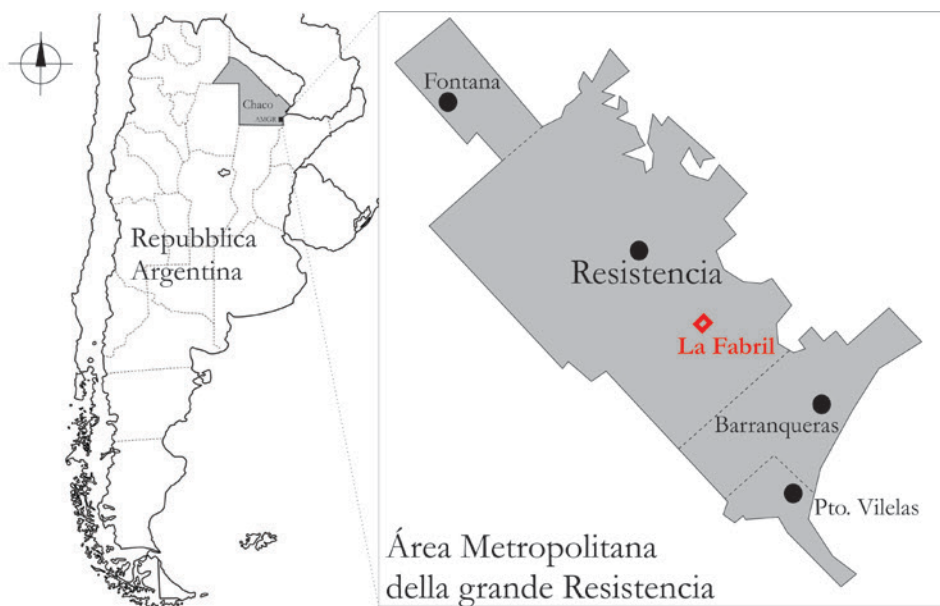 Chaco
AMGR
Repubblica
Argentina
Fontana
Resistencia
La Fabril
Barranqueras
Pto. Vilelas
Área Metropolitana
della grande Resistencia